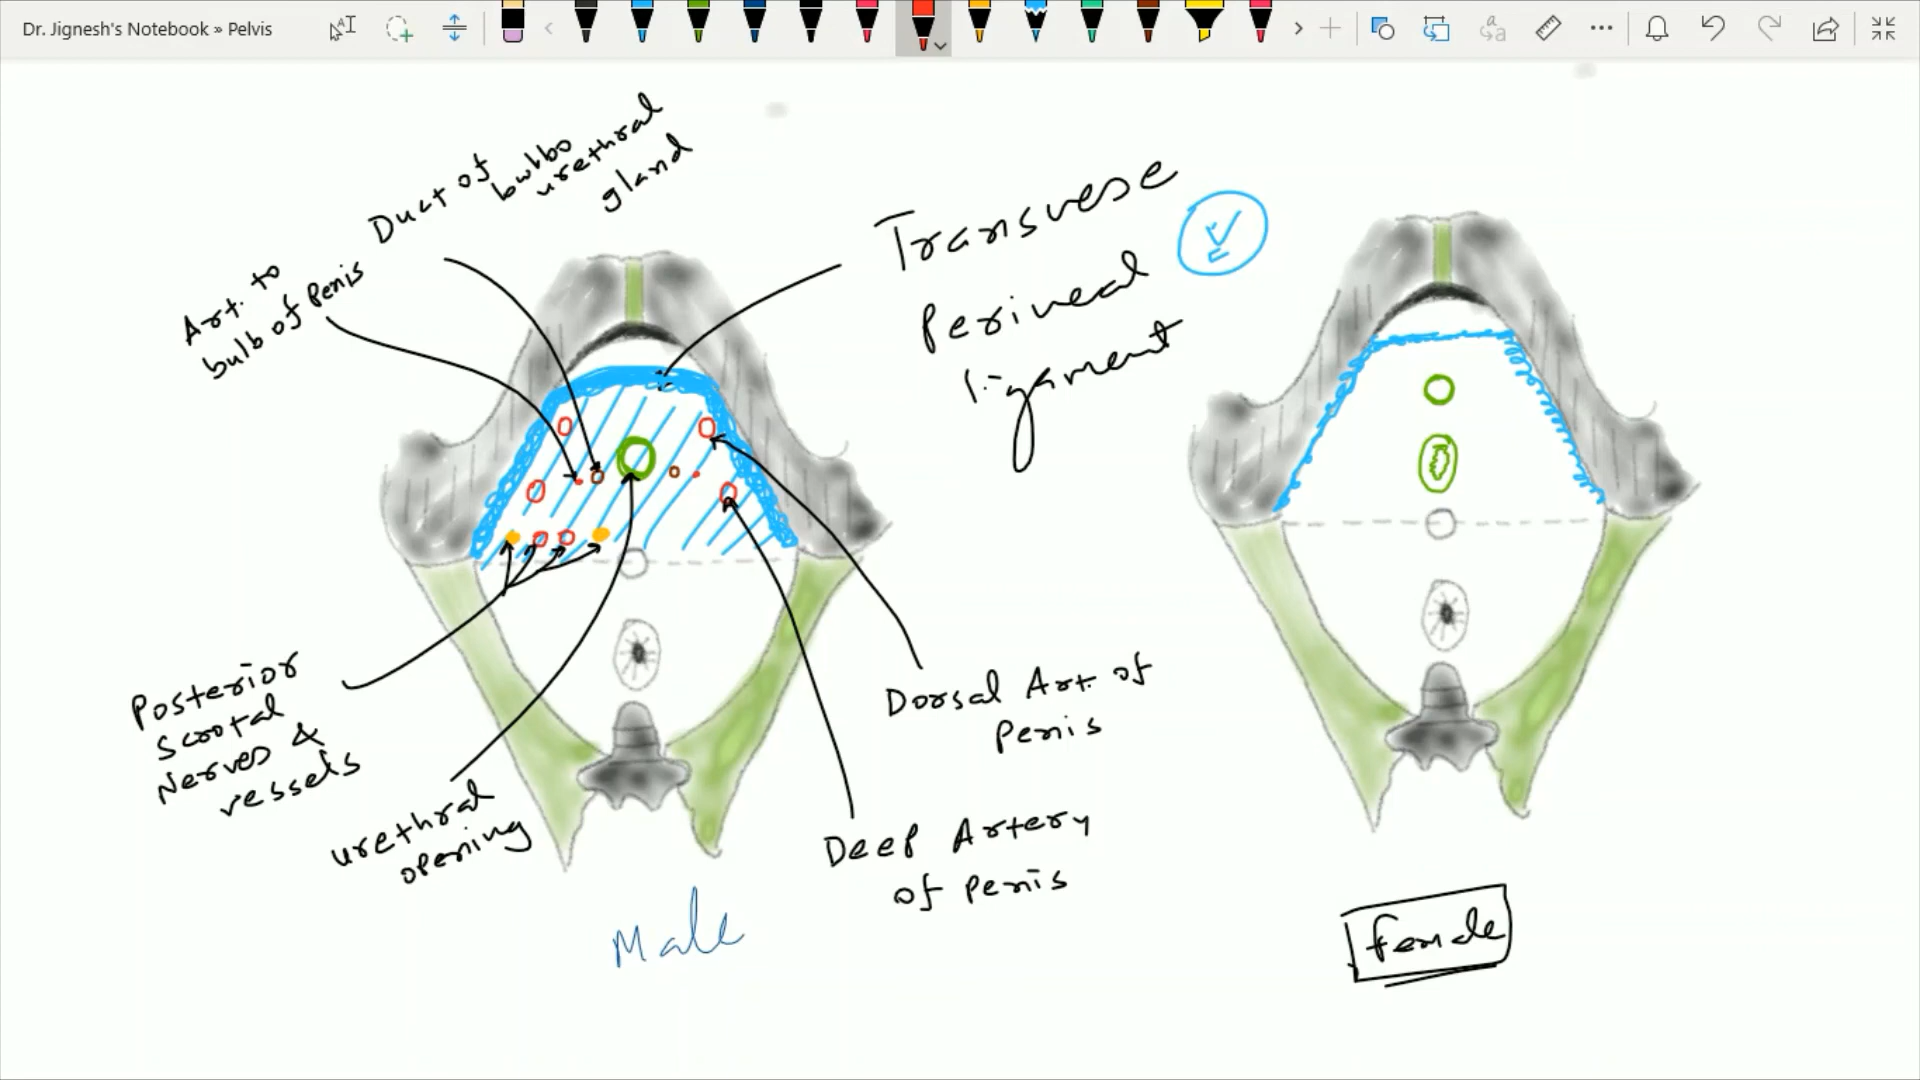 Dr. Jignesh's Notebook » Pelvis
Duct of
bulbo
urethral
gland
Art. to
bulb of Penis
Transvese
Perineal
ligament
Posterior
Scrotal
Nerves &
vessels
urethral
opening
Dorsal Art. of
Penis
Deep Artery
of Penis
Male
Female